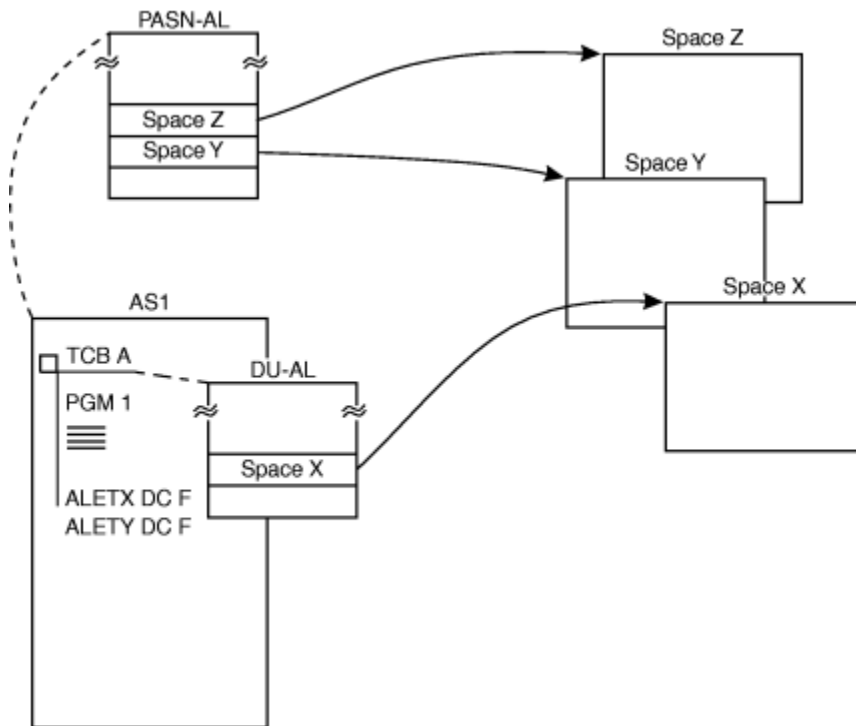 PASN-AL
Space Z
Space Y
Space Z
Space Y
Space X
AS1
TCB A
PGM 1
ALETX DC F
ALETY DC F
DU-AL
Space X